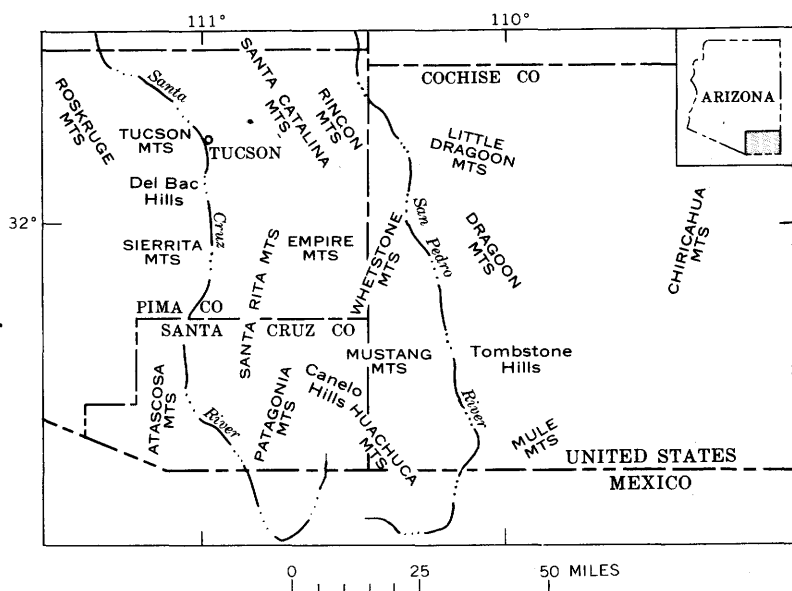 111°
110°
SANTA
CATALINA
MTS
COCHISE CO
ARIZONA
Santa
ROSKRUGE
MTS
RINCON
MTS
TUCSON
MTS
TUCSON
LITTLE
DRAGOON
MTS
Del Bac
Hills
32°
Cruz
San Pedro
CHIRICAHUA
MTS
SIERRITA
MTS
SANTA RITA MTS
EMPIRE
MTS
WHETSTONE
MTS
DRAGOON
MTS
PIMA CO
SANTA CRUZ CO
MUSTANG
MTS
Tombstone
Hills
ATASCOSA
MTS
River
PATAGONIA
MTS
Canelo
Hills
HUACHUCA
MTS
River
MULE
MTS
UNITED STATES
MEXICO
0 25 50 MILES